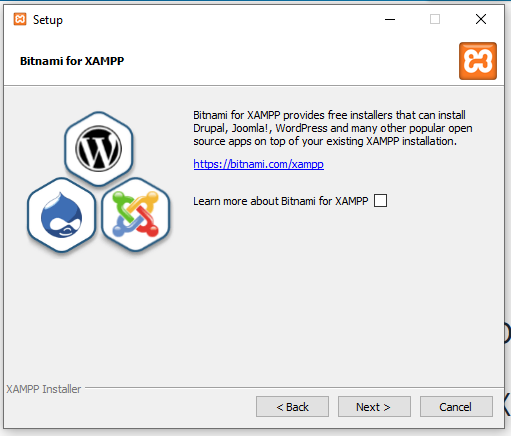 Setup
Bitnami for XAMPP
Bitnami for XAMPP provides free installers that can install
Drupal, Joomla!, WordPress and many other popular open
source apps on top of your existing XAMPP installation.
https://bitnami.com/xampp
Learn more about Bitnami for XAMPP
XAMPP Installer
< Back
Next >
Cancel